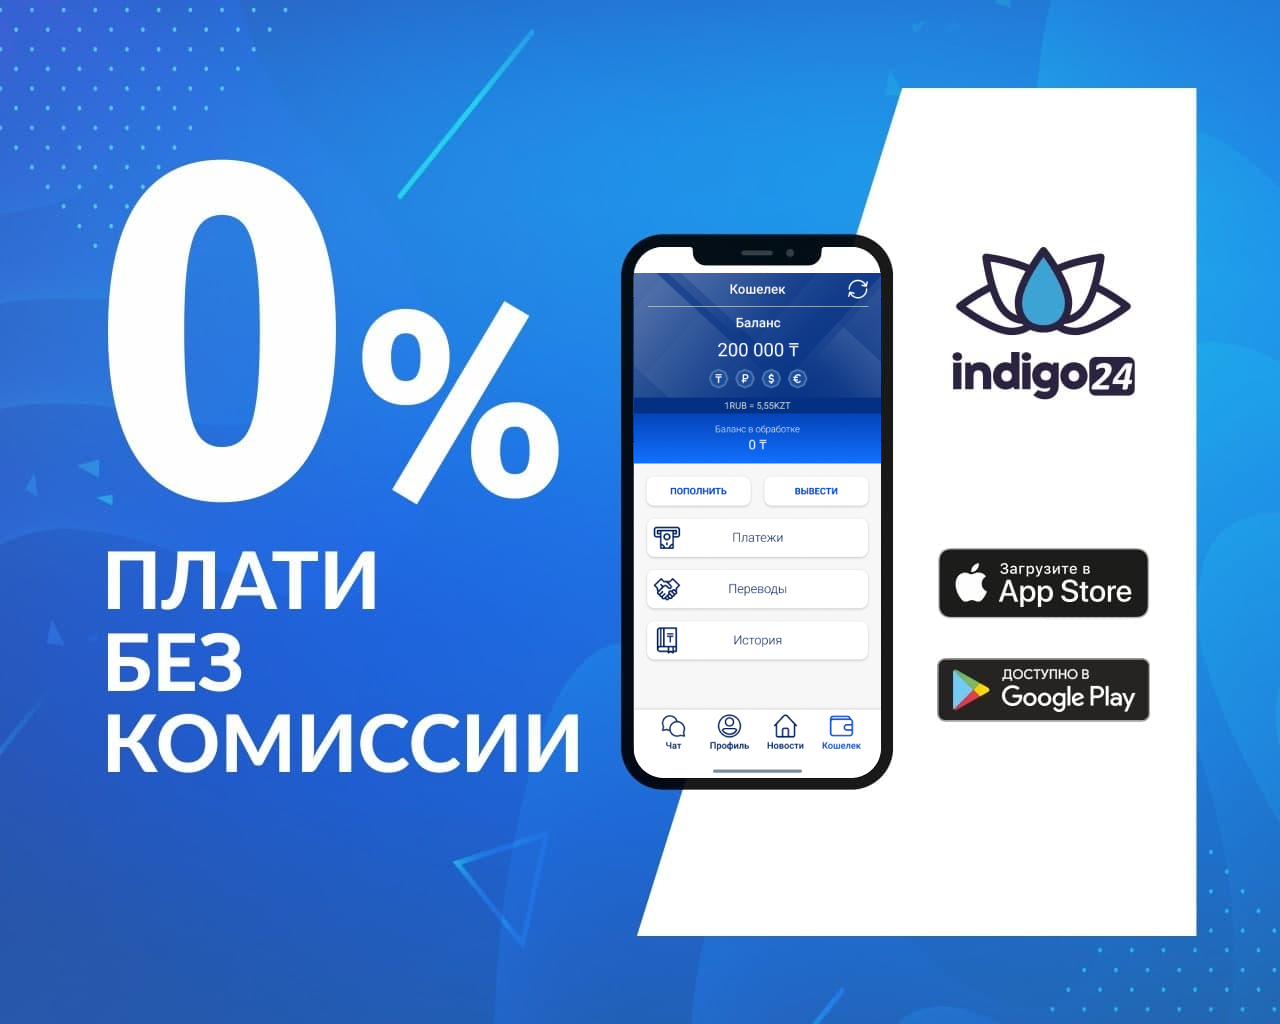 0%
ПЛАТИ
БЕЗ
КОМИССИИ
Кошелек
Баланс
200 000 ₸
₸ ₽ $ €
1RUB = 5,55KZT
Баланс в обработке
0 ₸
ПОПОЛНИТЬ ВЫВЕСТИ
Платежи
Переводы
История
Чат Профиль Новости Кошелек
indigo24
Загрузите в
App Store
ДОСТУПНО В
Google Play